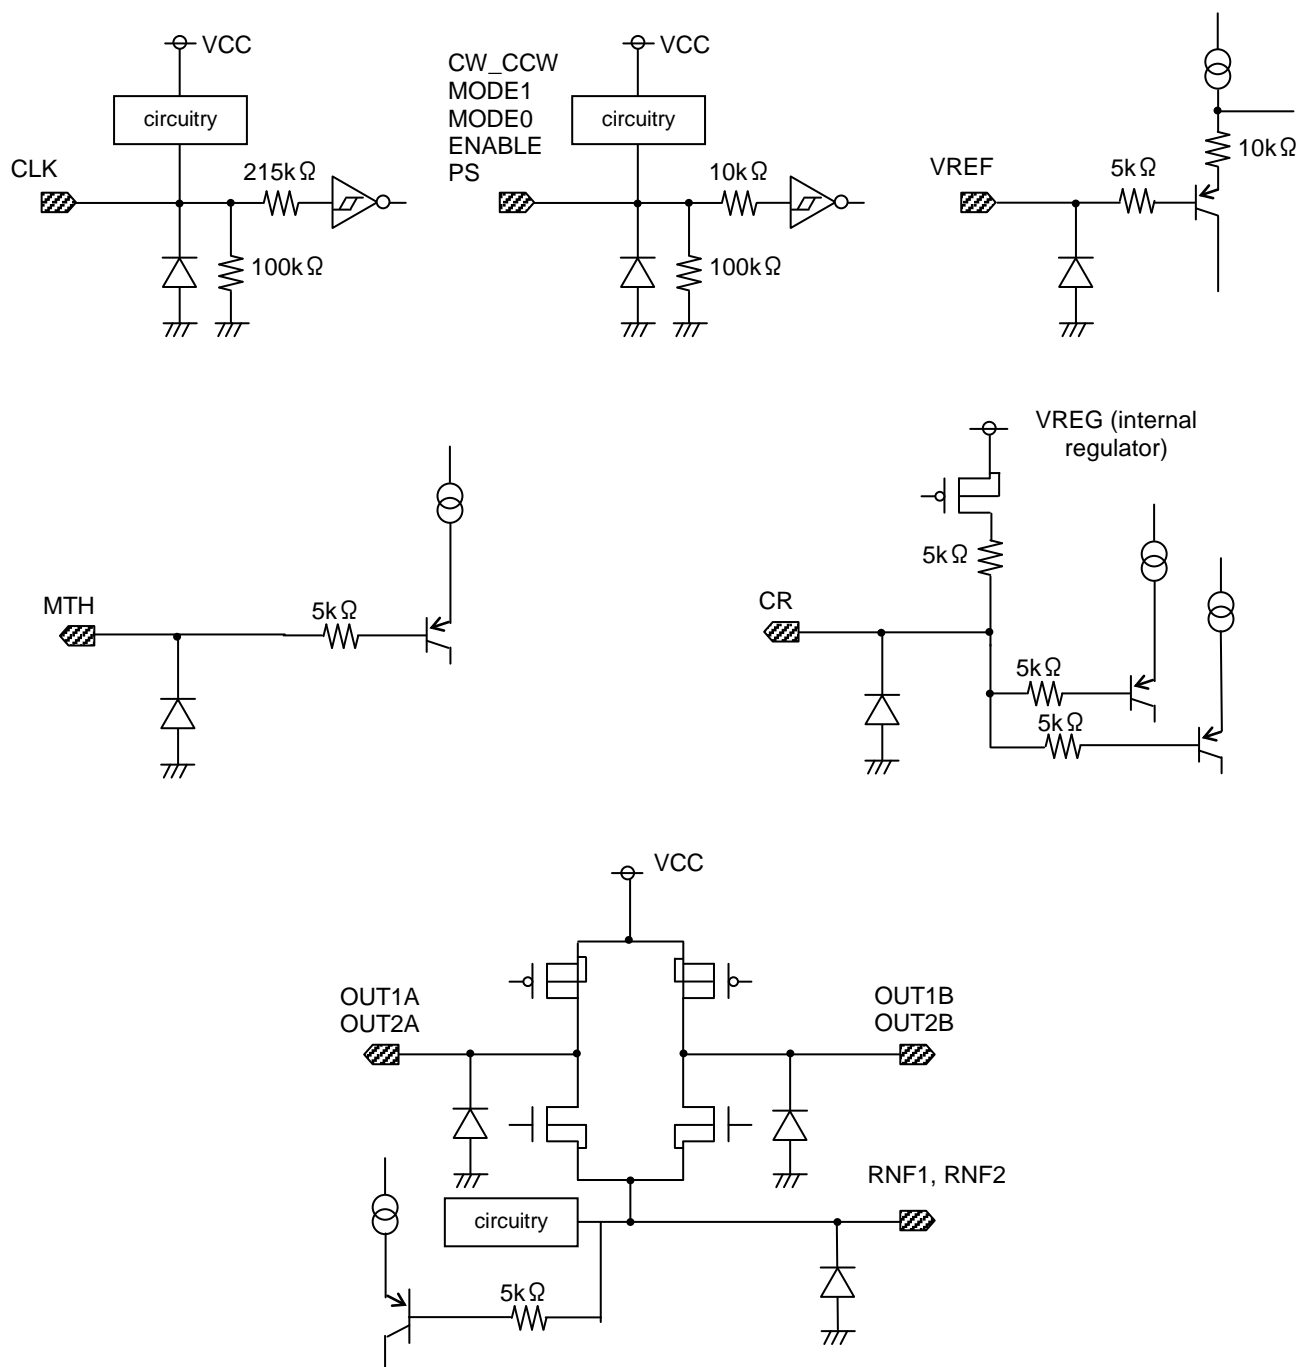 VCC
circuitry
CLK
215kΩ
100kΩ
CW_CCW
MODE1
MODE0
ENABLE
PS
VCC
circuitry
10kΩ
100kΩ
VREF
5kΩ
10kΩ
MTH
5kΩ
VREG (internal
regulator)
5kΩ
CR
5kΩ
5kΩ
VCC
OUT1A
OUT2A
OUT1B
OUT2B
RNF1, RNF2
circuitry
5kΩ